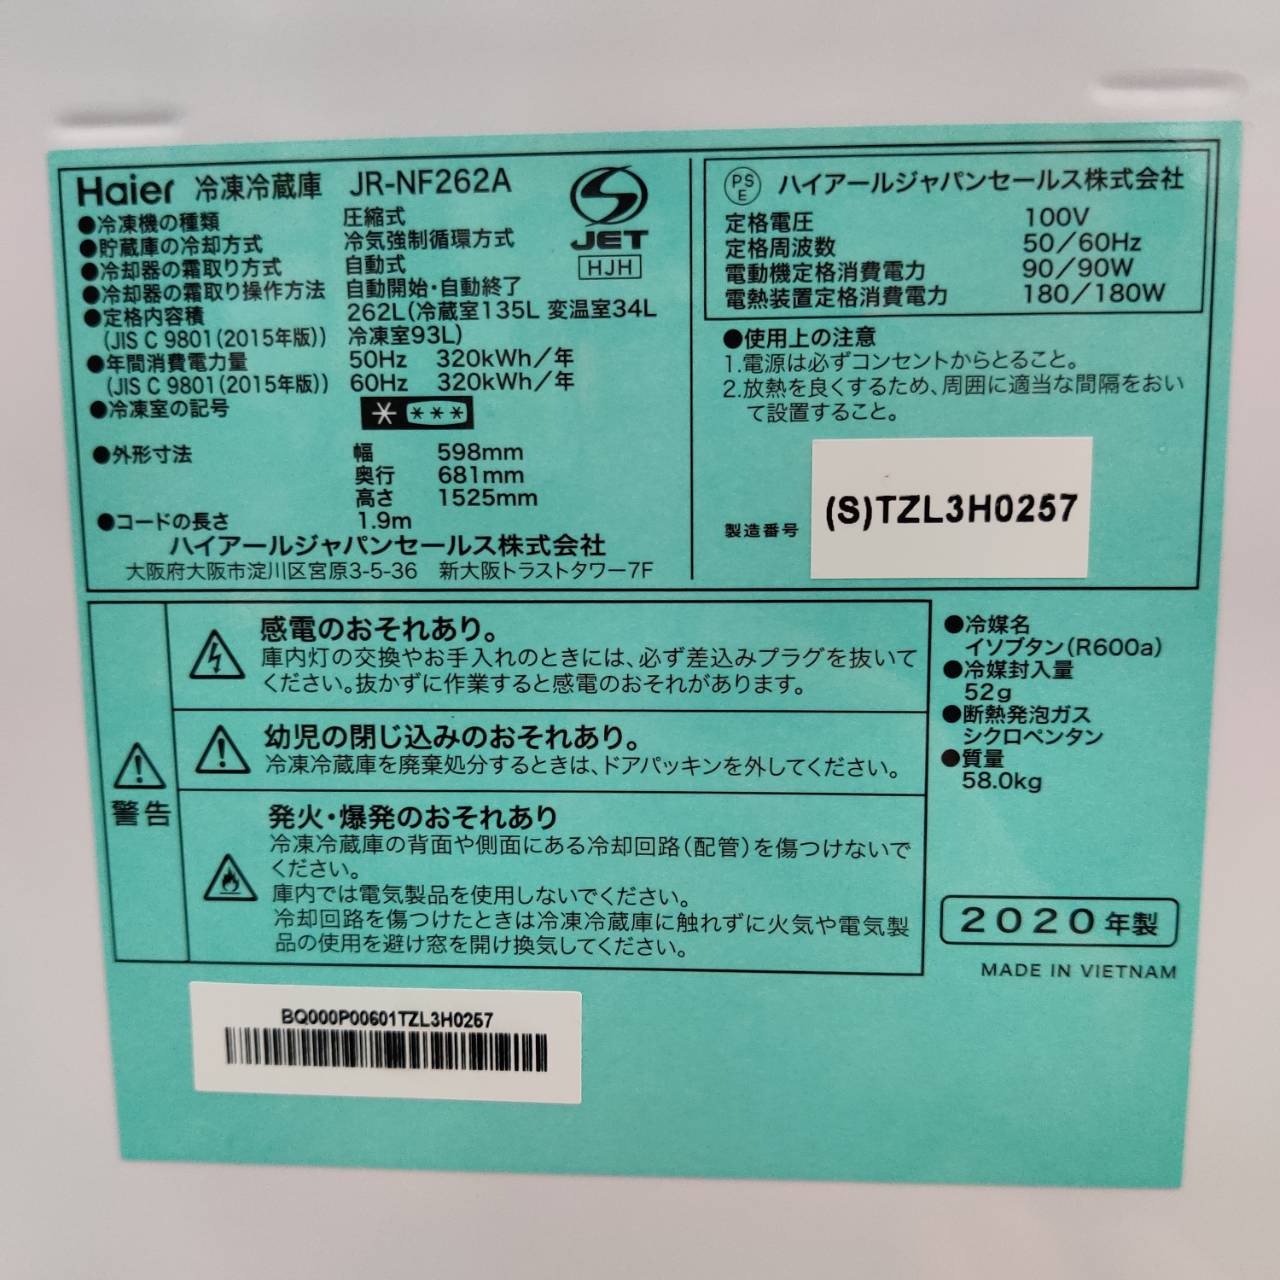 Haier 冷凍冷蔵庫 JR-NF262A
●冷凍機の種類 圧縮式
●貯蔵庫の冷却方式 冷気強制循環方式
●冷却器の霜取り方式 自動式
●冷却器の霜取り操作方法 自動開始・自動終了
●定格内容積 262L(冷蔵室135L 変温室34L
(JIS C 9801(2015年版)) 冷凍室93L)
●年間消費電力量 50Hz 320kWh/年
(JIS C 9801(2015年版)) 60Hz 320kWh/年
●冷凍室の記号 * ***
●外形寸法 幅 598mm
奥行 681mm
高さ 1525mm
●コードの長さ 1.9m
ハイアールジャパンセールス株式会社
大阪府大阪市淀川区宮原3-5-36 新大阪トラストタワー7F
JET
HJH
PS
E
ハイアールジャパンセールス株式会社
定格電圧 100V
定格周波数 50/60Hz
電動機定格消費電力 90/90W
電熱装置定格消費電力 180/180W
●使用上の注意
1.電源は必ずコンセントからとること。
2.放熱を良くするため、周囲に適当な間隔をおい
て設置すること。
製造番号 (S)TZL3H0257
警告
感電のおそれあり。
庫内灯の交換やお手入れのときには、必ず差込みプラグを抜いて
ください。抜かずに作業すると感電のおそれがあります。
幼児の閉じ込みのおそれあり。
冷凍冷蔵庫を廃棄処分するときは、ドアパッキンを外してください。
発火・爆発のおそれあり
冷凍冷蔵庫の背面や側面にある冷却回路(配管)を傷つけないで
ください。
庫内では電気製品を使用しないでください。
冷却回路を傷つけたときは冷凍冷蔵庫に触れずに火気や電気製
品の使用を避け窓を開け換気してください。
●冷媒名
イソブタン(R600a)
●冷媒封入量
52g
●断熱発泡ガス
シクロペンタン
●質量
58.0kg
2020年製
MADE IN VIETNAM
BQ000P00601TZL3H0257